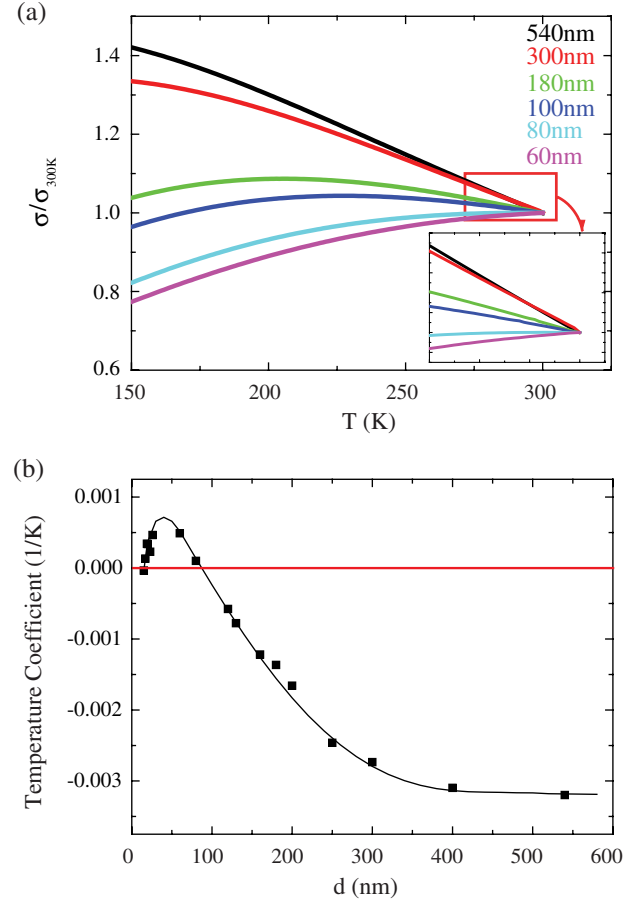 (a)
540nm
300nm
180nm
100nm
80nm
60nm
1.4
1.2
1.0
0.8
0.6
σ/σ300K
150
200
250
300
T (K)
(b)
0.001
0.000
-0.001
-0.002
-0.003
Temperature Coefficient (1/K)
0
100
200
300
400
500
600
d (nm)